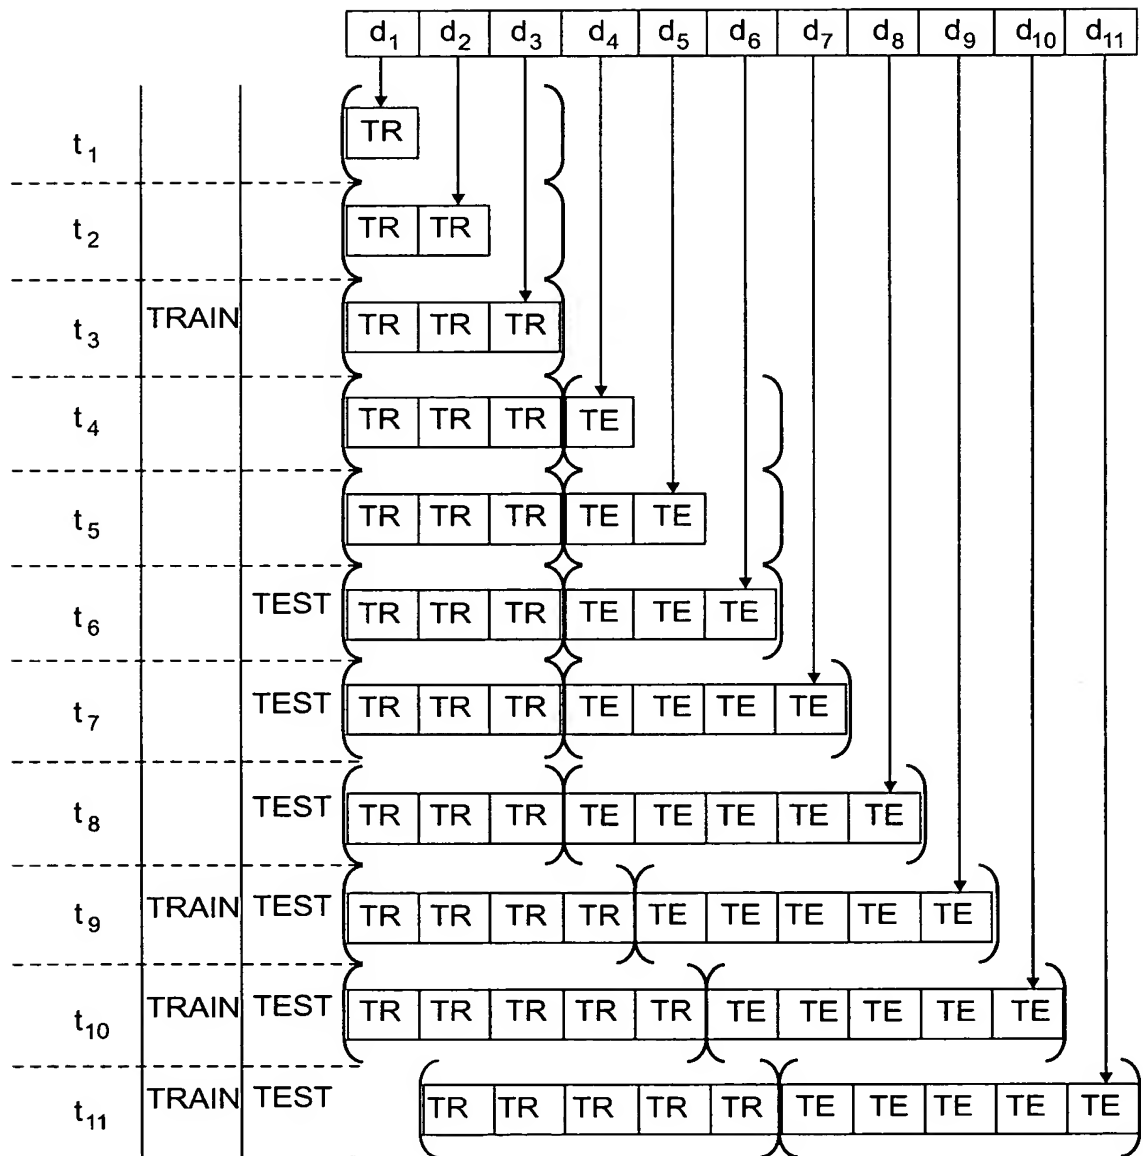 d1 d2 d3 d4 d5 d6 d7 d8 d9 d10 d11
t1 TR
t2 TR TR
t3 TRAIN TR TR TR
t4 TR TR TR TE
t5 TR TR TR TE TE
t6 TEST TR TR TR TE TE TE
t7 TEST TR TR TR TE TE TE TE
t8 TEST TR TR TR TE TE TE TE TE
t9 TRAIN TEST TR TR TR TR TE TE TE TE TE
t10 TRAIN TEST TR TR TR TR TR TE TE TE TE TE
t11 TRAIN TEST TR TR TR TR TR TE TE TE TE TE